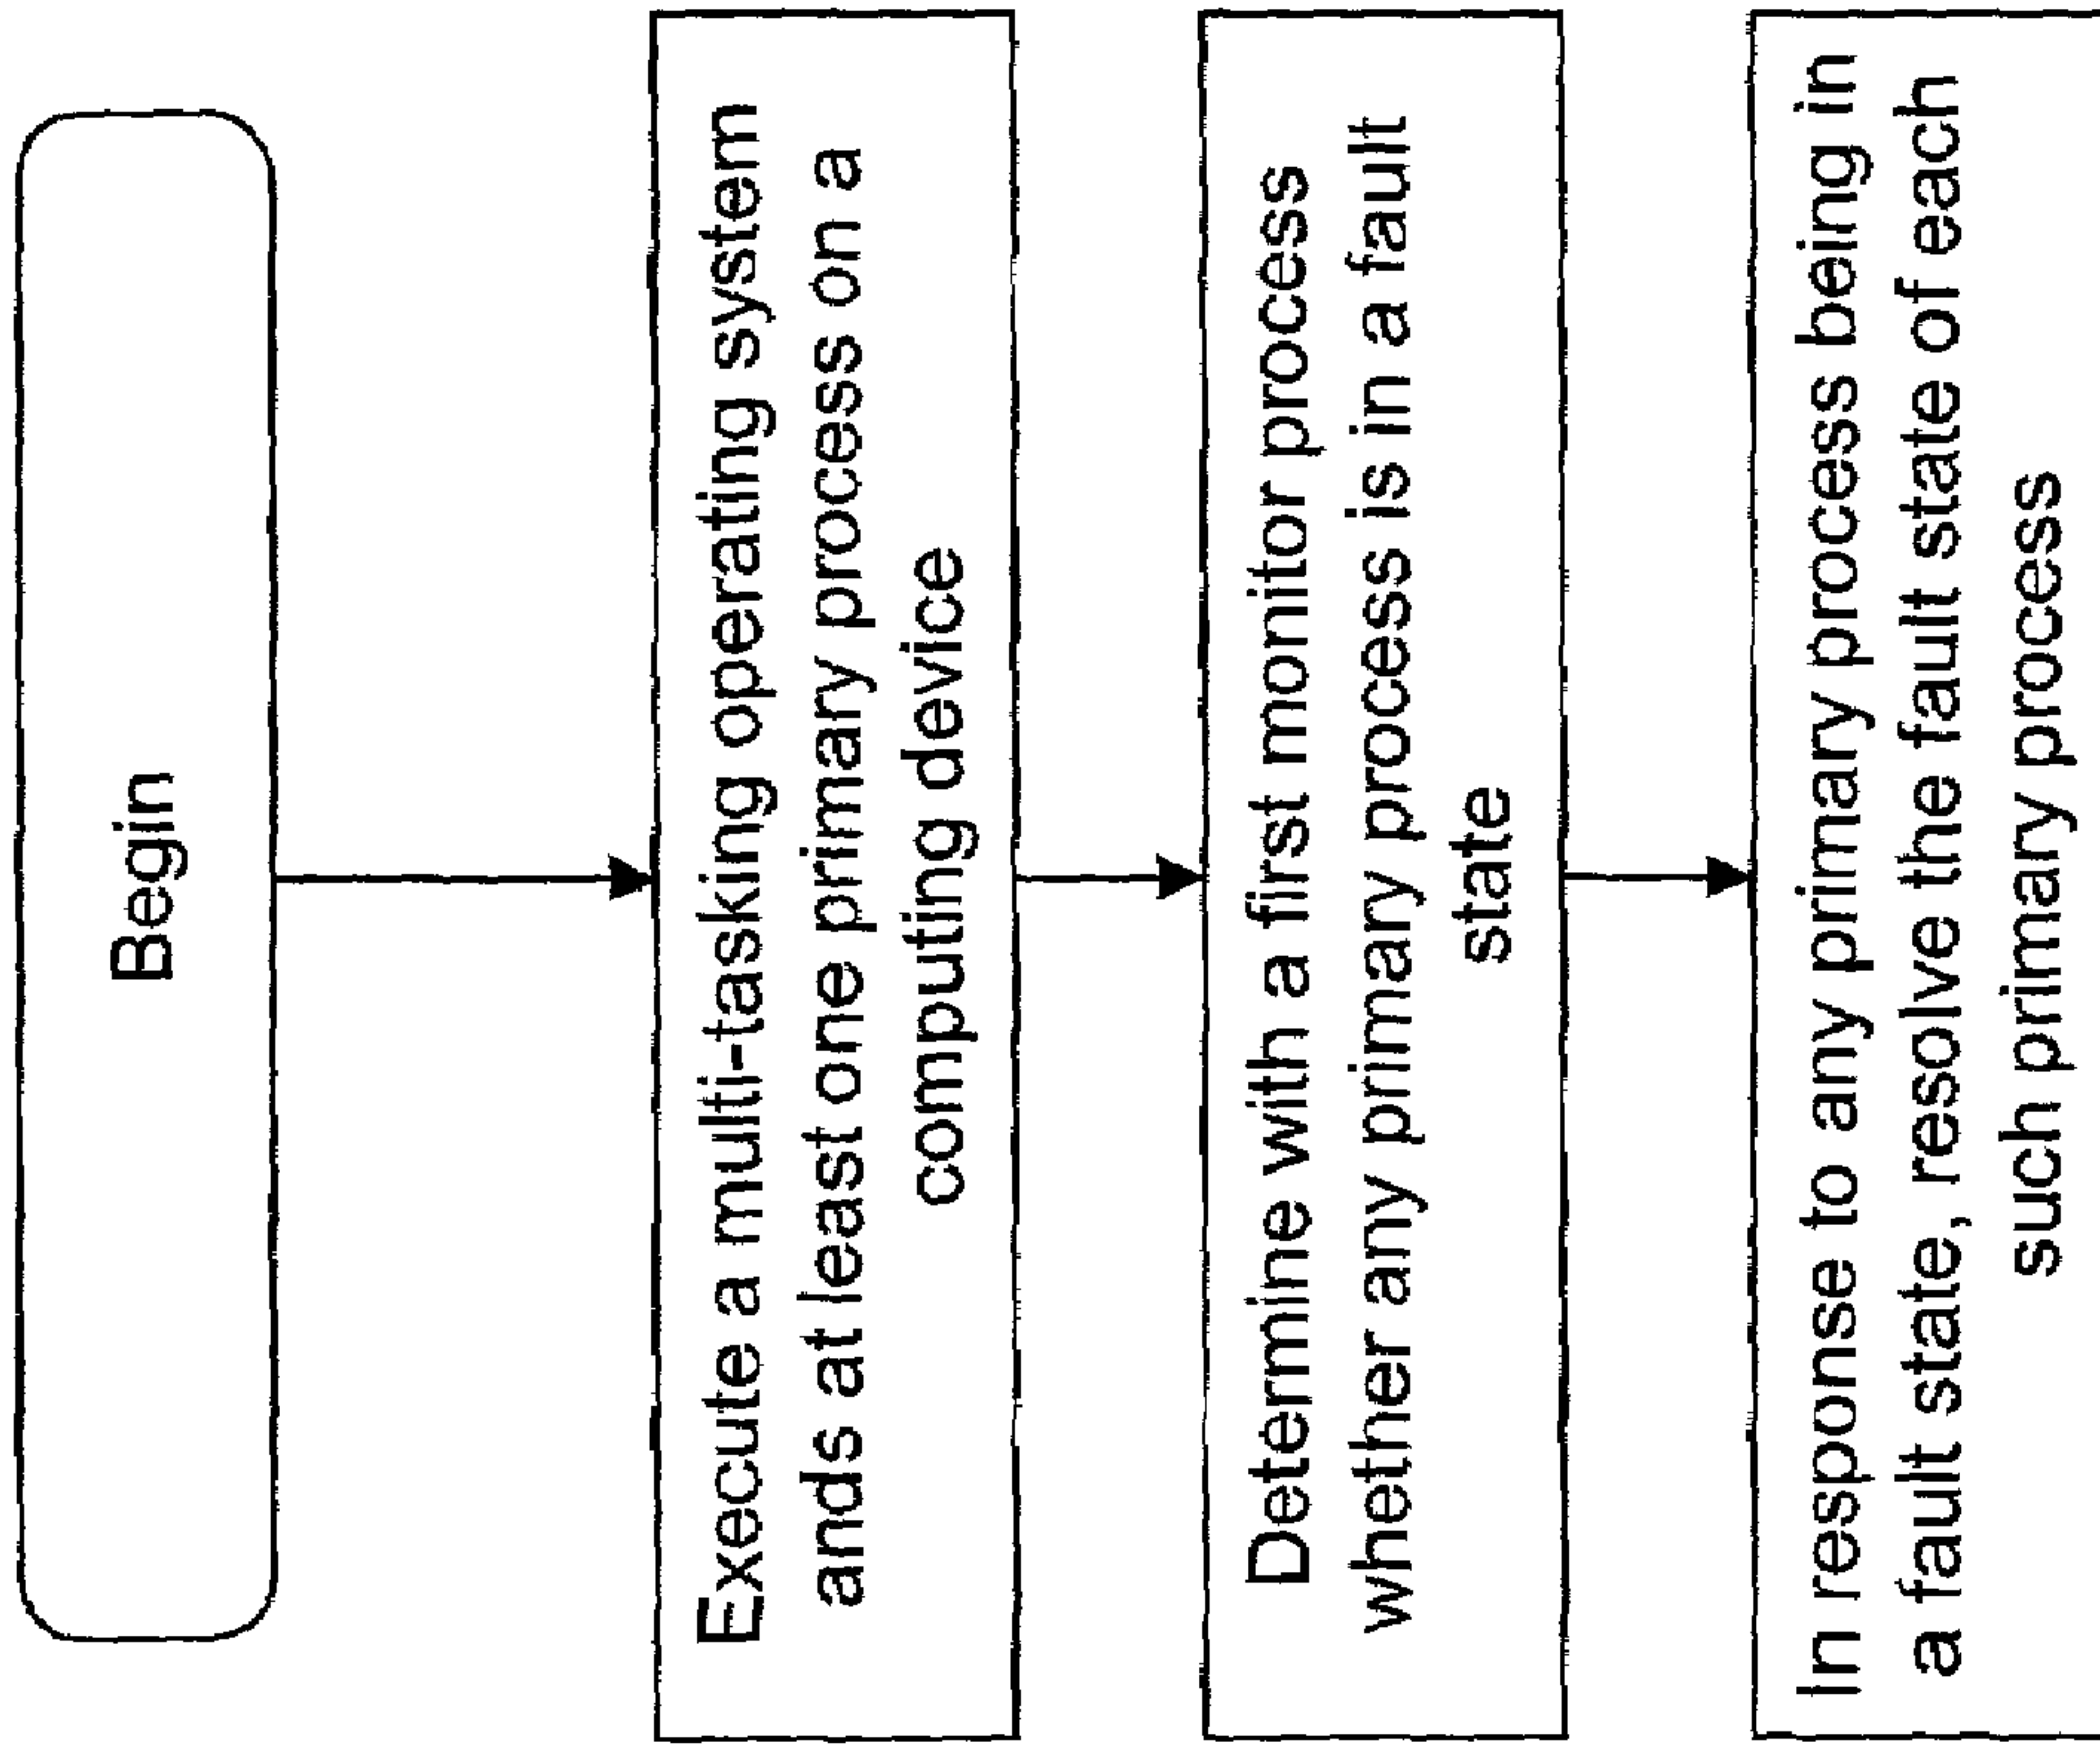 Begin
Execute a multi-tasking operating system
ands at least one primary process on a
computing device
Determine with a first monitor process
whether any primary process is in a fault
state
In response to any primary process being in
a fault state, resolve the fault state of each
such primary process